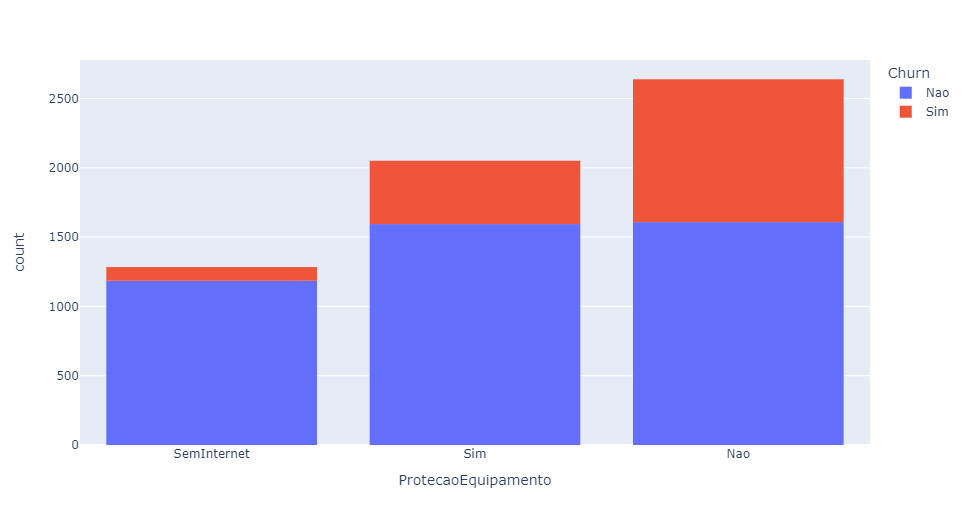 Churn
Nao
Sim
count
2500
2000
1500
1000
500
0
SemInternet
Sim
Nao
ProtecaoEquipamento